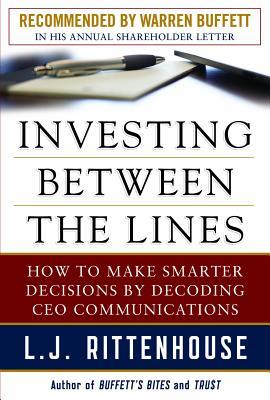 RECOMMENDED BY WARREN BUFFETT
IN HIS ANNUAL SHAREHOLDER LETTER
INVESTING
BETWEEN
THE LINES
HOW TO MAKE SMARTER
DECISIONS BY DECODING
CEO COMMUNICATIONS
L.J. RITTENHOUSE
Author of BUFFETT'S BITES and TRU$T